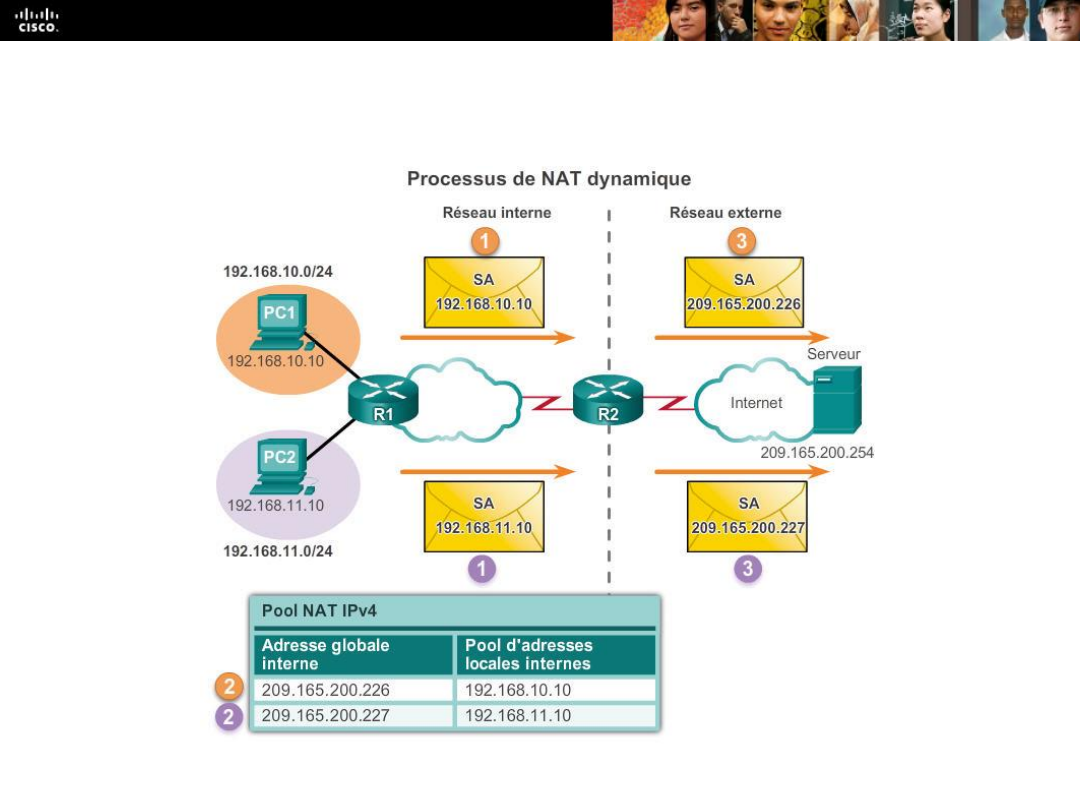 CISCO.
Processus de NAT dynamique
Réseau interne
Réseau externe
1
3
192.168.10.0/24
SA
192.168.10.10
SA
209.165.200.226
PC1
192.168.10.10
Serveur
R1
R2
Internet
209.165.200.254
PC2
192.168.11.10
192.168.11.0/24
SA
192.168.11.10
SA
209.165.200.227
1
3
Pool NAT IPv4
Adresse globale interne
Pool d'adresses locales internes
2
209.165.200.226
192.168.10.10
2
209.165.200.227
192.168.11.10